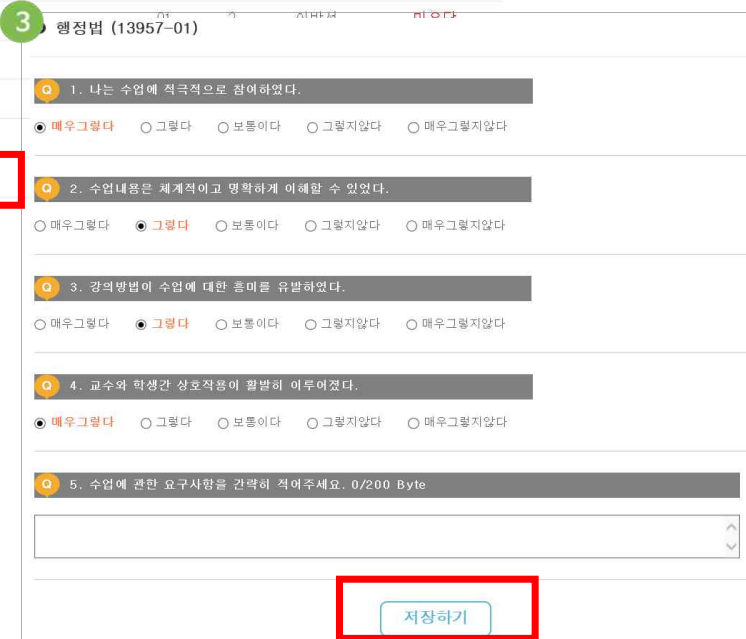 3
행정법 (13957-01)
Q 1. 나는 수업에 적극적으로 참여하였다.
매우그렇다 그렇다 보통이다 그렇지않다 매우그렇지않다
Q 2. 수업내용은 체계적이고 명확하게 이해할 수 있었다.
매우그렇다 그렇다 보통이다 그렇지않다 매우그렇지않다
Q 3. 강의방법이 수업에 대한 흥미를 유발하였다.
매우그렇다 그렇다 보통이다 그렇지않다 매우그렇지않다
Q 4. 교수와 학생간 상호작용이 활발히 이루어졌다.
매우그렇다 그렇다 보통이다 그렇지않다 매우그렇지않다
Q 5. 수업에 관한 요구사항을 간략히 적어주세요. 0/200 Byte
저장하기